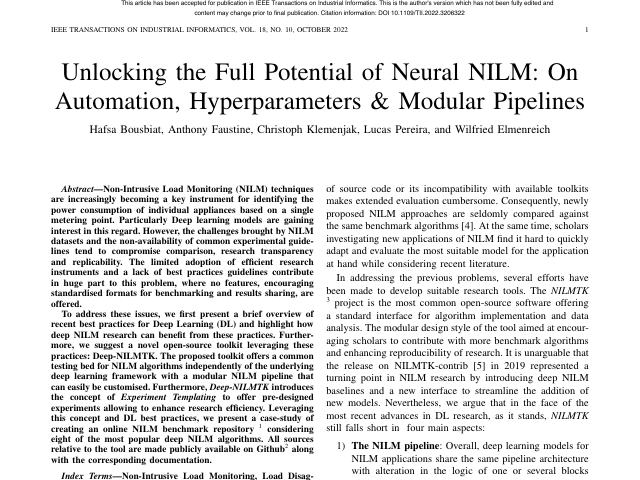 This article has been accepted for publication in IEEE Transactions on Industrial Informatics. This is the author's version which has not been fully edited and
content may change prior to final publication. Citation information: DOI 10.1109/TII.2022.3206322
IEEE TRANSACTIONS ON INDUSTRIAL INFORMATICS, VOL. 18, NO. 10, OCTOBER 2022 1
Unlocking the Full Potential of Neural NILM: On
Automation, Hyperparameters & Modular Pipelines
Hafsa Bousbiat, Anthony Faustine, Christoph Klemenjak, Lucas Pereira, and Wilfried Elmenreich
Abstract—Non-Intrusive Load Monitoring (NILM) techniques
are increasingly becoming a key instrument for identifying the
power consumption of individual appliances based on a single
metering point. Particularly Deep learning models are gaining
interest in this regard. However, the challenges brought by NILM
datasets and the non-availability of common experimental guide-
lines tend to compromise comparison, research transparency
and replicability. The limited adoption of efficient research
instruments and a lack of best practices guidelines contribute
in huge part to this problem, where no features, encouraging
standardised formats for benchmarking and results sharing, are
offered.
To address these issues, we first present a brief overview of
recent best practices for Deep Learning (DL) and highlight how
deep NILM research can benefit from these practices. Further-
more, we suggest a novel open-source toolkit leveraging these
practices: Deep-NILMTK. The proposed toolkit offers a common
testing bed for NILM algorithms independently of the underlying
deep learning framework with a modular NILM pipeline that
can easily be customised. Furthermore, Deep-NILMTK introduces
the concept of Experiment Templating to offer pre-designed
experiments allowing to enhance research efficiency. Leveraging
this concept and DL best practices, we present a case-study of
creating an online NILM benchmark repository 1 considering
eight of the most popular deep NILM algorithms. All sources
relative to the tool are made publicly available on Github2 along
with the corresponding documentation.
Index Terms—Non-Intrusive Load Monitoring, Load Disag-
of source code or its incompatibility with available toolkits
makes extended evaluation cumbersome. Consequently, newly
proposed NILM approaches are seldomly compared against
the same benchmark algorithms [4]. At the same time, scholars
investigating new applications of NILM find it hard to quickly
adapt and evaluate the most suitable model for the application
at hand while considering recent literature.
In addressing the previous problems, several efforts have
been made to develop suitable research tools. The NILMTK
3 project is the most common open-source software offering
a standard interface for algorithm implementation and data
analysis. The modular design style of the tool aimed at encour-
aging scholars to contribute with more benchmark algorithms
and enhancing reproducibility of research. It is unarguable that
the release on NILMTK-contrib [5] in 2019 represented a
turning point in NILM research by introducing deep NILM
baselines and a new interface to streamline the addition of
new models. Nevertheless, we argue that in the face of the
most recent advances in DL research, as it stands, NILMTK
still falls short in four main aspects:
1) The NILM pipeline: Overall, deep learning models for
NILM applications share the same pipeline architecture
with alteration in the logic of one or several blocks